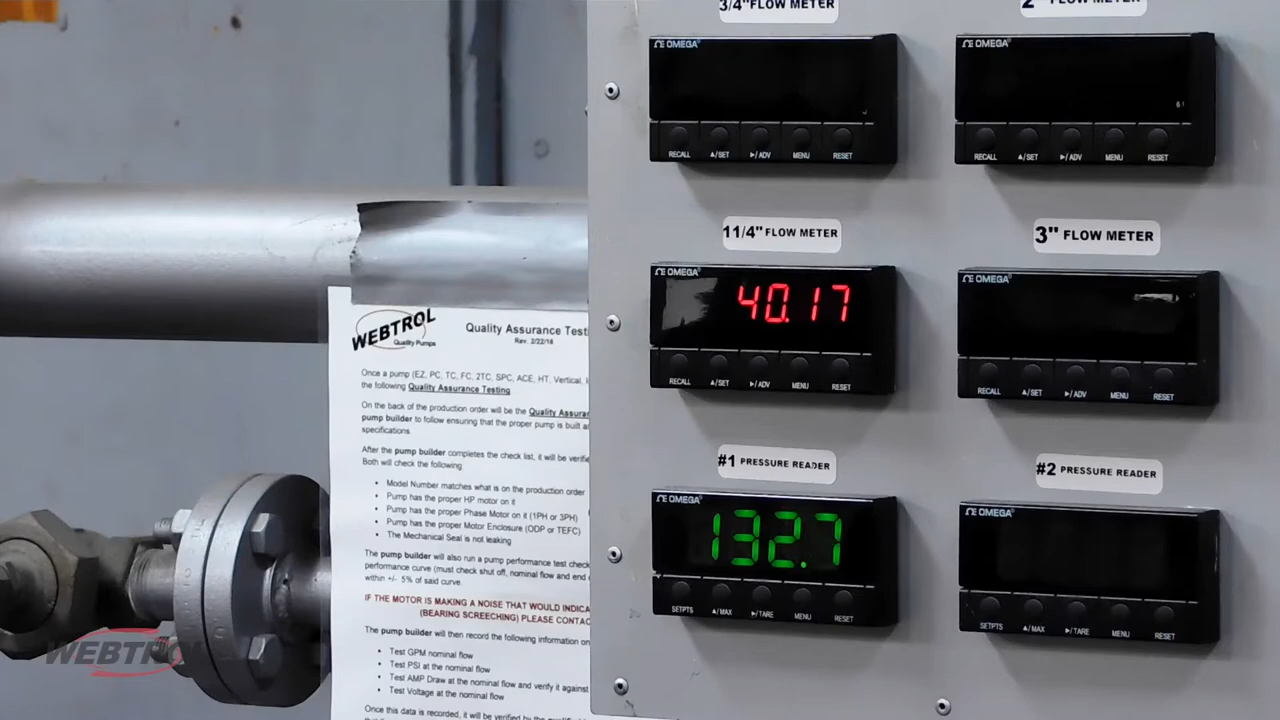 3/4" FLOW METER
2" FLOW METER
OMEGA®
RECALL ▲/SET ►/ADV MENU RESET
OMEGA®
RECALL ▲/SET ►/ADV MENU RESET
11/4" FLOW METER
3" FLOW METER
OMEGA®
40.17
RECALL ▲/SET ►/ADV MENU RESET
OMEGA®
RECALL ▲/SET ►/ADV MENU RESET
#1 PRESSURE READER
#2 PRESSURE READER
OMEGA®
132.7
SETPTS ▲/MAX ►/TARE MENU RESET
OMEGA®
SETPTS ▲/MAX ►/TARE MENU RESET
WEBTROL
Quality Pumps
Quality Assurance Testi
Rev. 2/22/16
Once a pump (EZ, PC, TC, FC, 2TC, SPC, ACE, HT, Vertical,
the following Quality Assurance Testing
On the back of the production order will be the Quality Assuran
pump builder to follow ensuring that the proper pump is built
specifications.
After the pump builder completes the check list, it will be verifie
Both will check the following:
• Model Number matches what is on the production order
• Pump has the proper HP motor on it
• Pump has the proper Phase Motor on it (1PH or 3PH)
• Pump has the proper Motor Enclosure (ODP or TEFC)
• The Mechanical Seal is not leaking
The pump builder will also run a pump performance test check
performance curve (must check shut off, nominal flow and end
within +/- 5% of said curve.
IF THE MOTOR IS MAKING A NOISE THAT WOULD INDICA
(BEARING SCREECHING) PLEASE CONTAC
The pump builder will then record the following information on
• Test GPM nominal flow
• Test PSI at the nominal flow
• Test AMP Draw at the nominal flow and verify it against
• Test Voltage at the nominal flow
Once this data is recorded, it will be verified by the qualified
WEBTROL